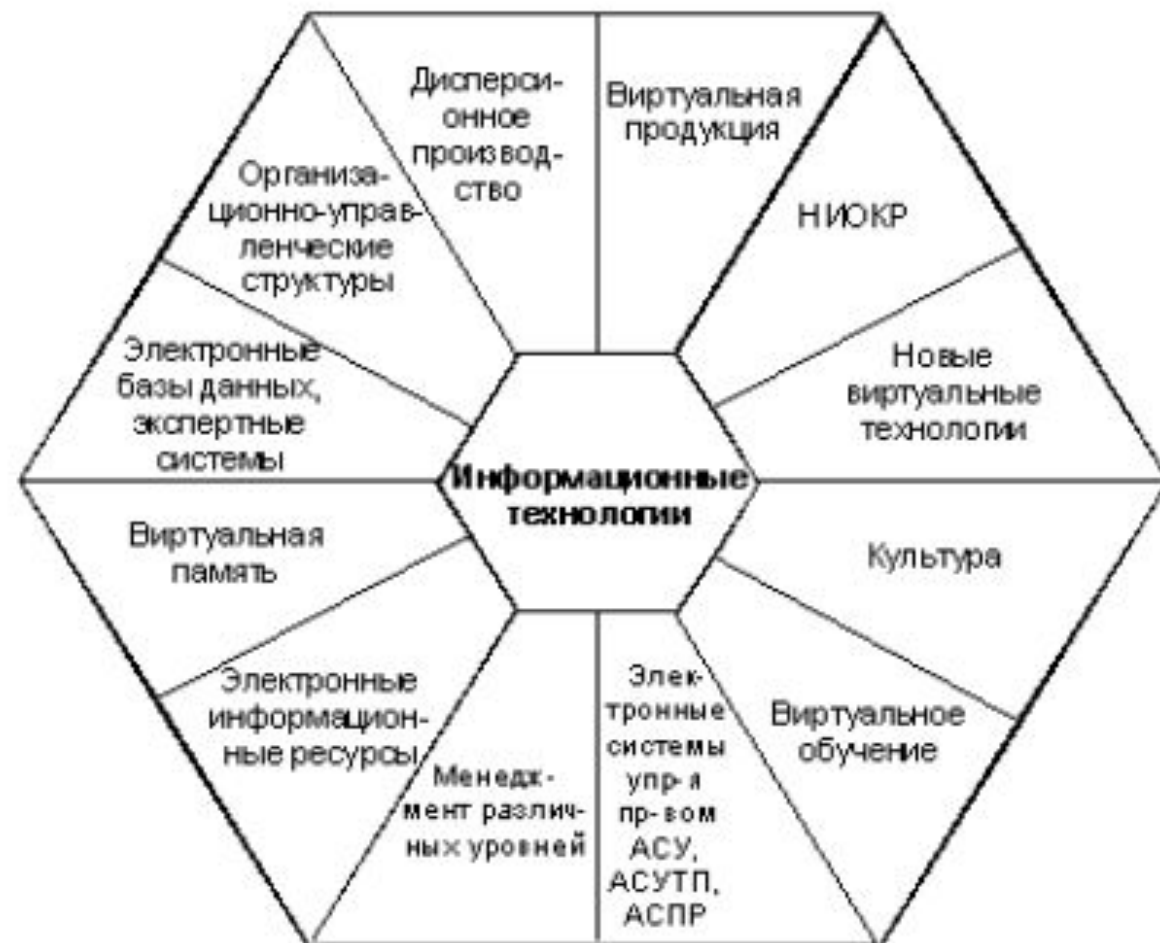 Дисперси-
онное
производ-
ство
Виртуальная
продукция
Организа-
ционно-управ-
ленческие
структуры
НИОКР
Электронные
базы данных,
экспертные
системы
Новые
виртуальные
технологии
Информационные
технологии
Виртуальная
память
Культура
Электронные
информацион-
ные ресурсы
Менедж-
мент различ-
ных уровней
Элек-
тронные
системы
упр-я
пр-вом
АСУ,
АСУТП,
АСПР
Виртуальное
обучение